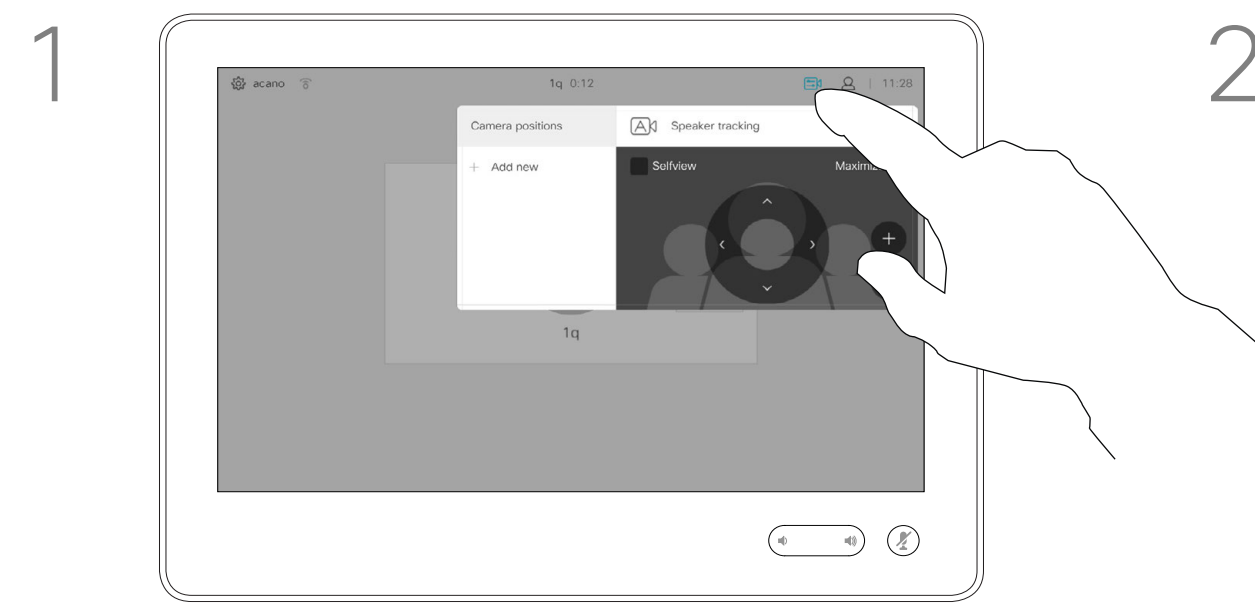 1
2
acano 1q 0:12 11:28
Camera positions Speaker tracking
Add new Selfview
1q